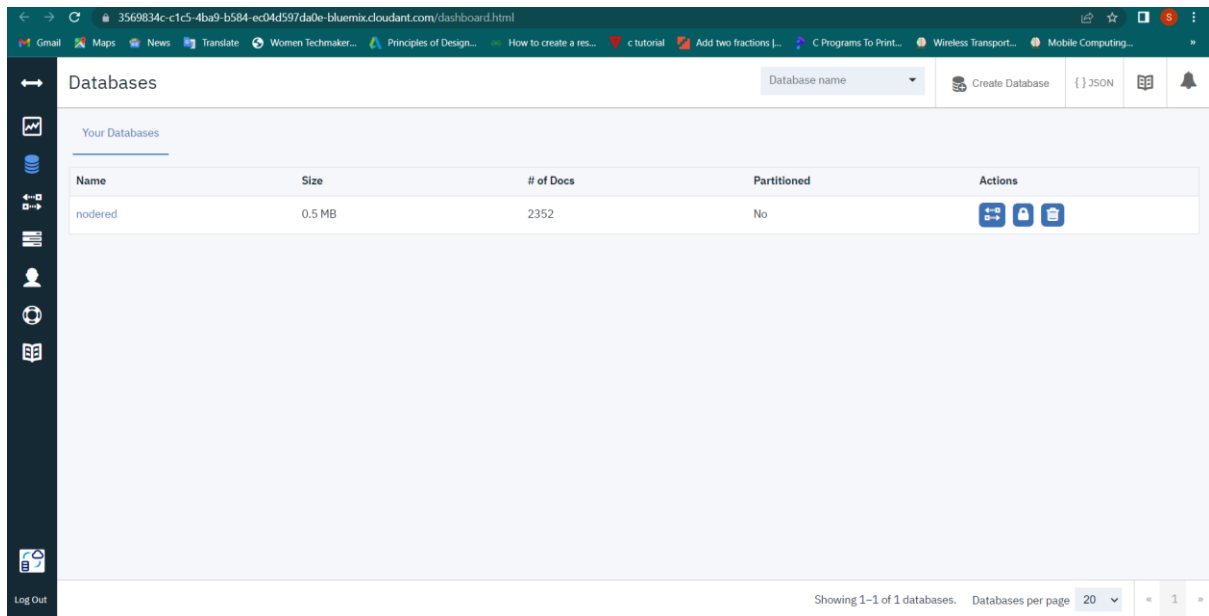 3569834c-c1c5-4ba9-b584-ec04d597da0e-bluemix.cloudant.com/dashboard.html
S
Gmail Maps News Translate Women Techmaker... Principles of Design... How to create a res... c tutorial Add two fractions |... C Programs To Print... Wireless Transport... Mobile Computing... »
Databases Database name Create Database { } JSON
Your Databases
Name Size # of Docs Partitioned Actions
nodered 0.5 MB 2352 No
Log Out Showing 1–1 of 1 databases. Databases per page 20 « 1 »